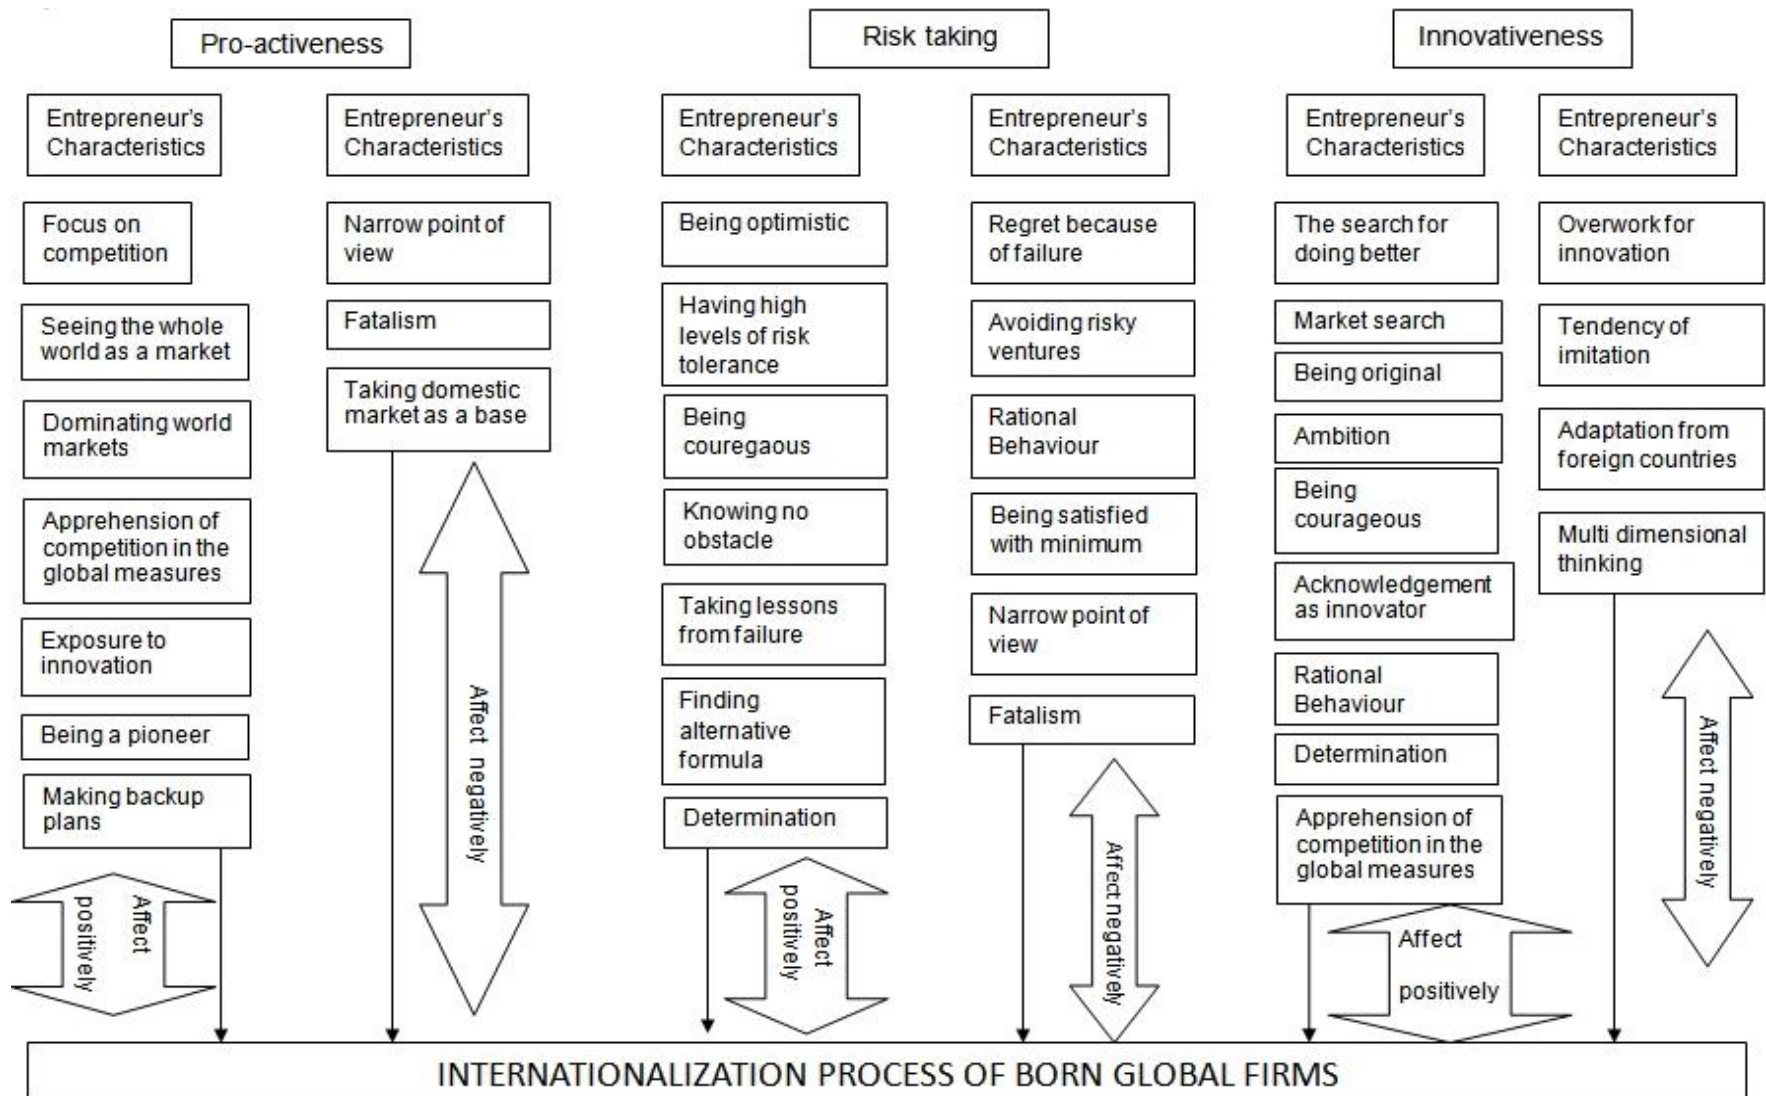 Pro-activeness
Risk taking
Innovativeness
Entrepreneur's
Characteristics
Entrepreneur's
Characteristics
Entrepreneur's
Characteristics
Entrepreneur's
Characteristics
Entrepreneur's
Characteristics
Entrepreneur's
Characteristics
Focus on
competition
Seeing the whole
world as a market
Dominating world
markets
Apprehension of
competition in the
global measures
Exposure to
innovation
Being a pioneer
Making backup
plans
Affect
positively
Narrow point of
view
Fatalism
Taking domestic
market as a base
Affect negatively
Being optimistic
Having high
levels of risk
tolerance
Being
couregaous
Knowing no
obstacle
Taking lessons
from failure
Finding
alternative
formula
Determination
Affect
positively
Regret because
of failure
Avoiding risky
ventures
Rational
Behaviour
Being satisfied
with minimum
Narrow point of
view
Fatalism
Affect negatively
The search for
doing better
Market search
Being original
Ambition
Being
courageous
Acknowledgement
as innovator
Rational
Behaviour
Determination
Apprehension of
competition in the
global measures
Affect
positively
Overwork for
innovation
Tendency of
imitation
Adaptation from
foreign countries
Multi dimensional
thinking
Affect negatively
INTERNATIONALIZATION PROCESS OF BORN GLOBAL FIRMS